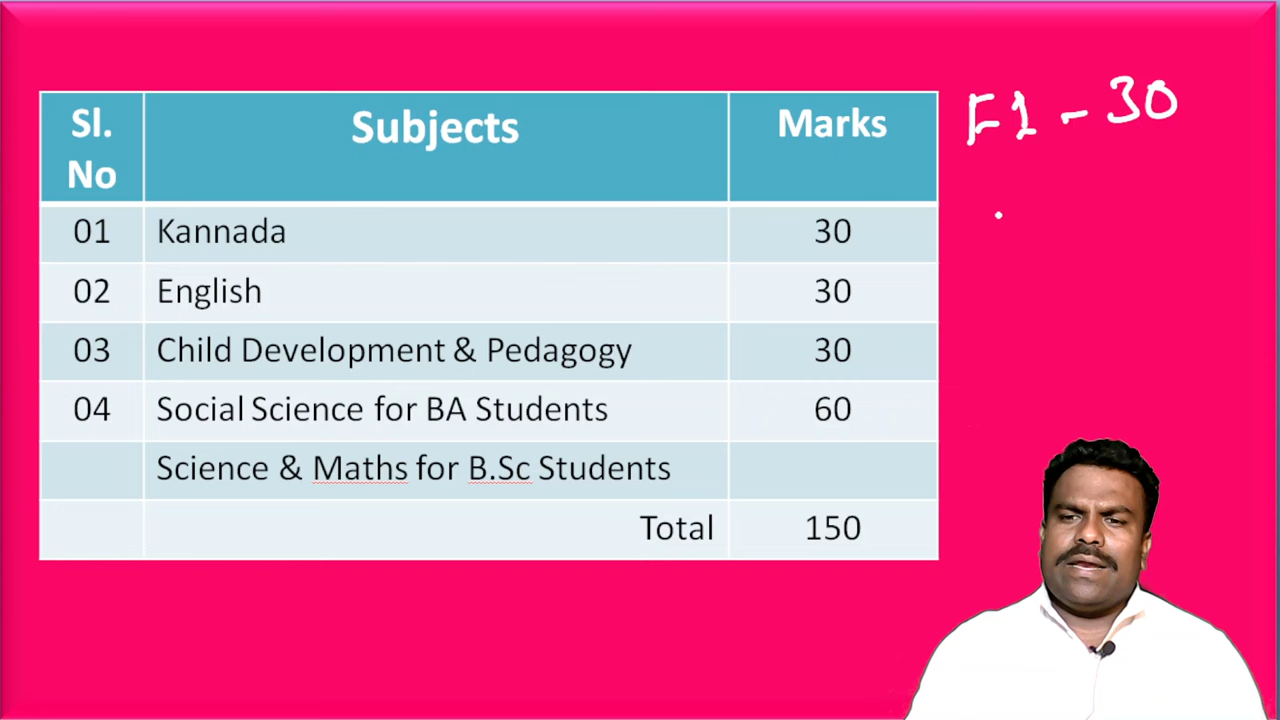 Sl. No Subjects Marks
01 Kannada 30
02 English 30
03 Child Development & Pedagogy 30
04 Social Science for BA Students 60
Science & Maths for B.Sc Students
Total 150
F1 - 30